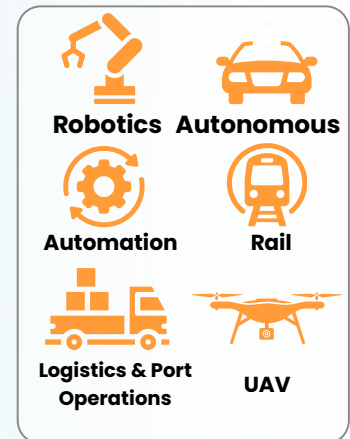 Robotics
Autonomous
Automation
Rail
Logistics & Port
Operations
UAV